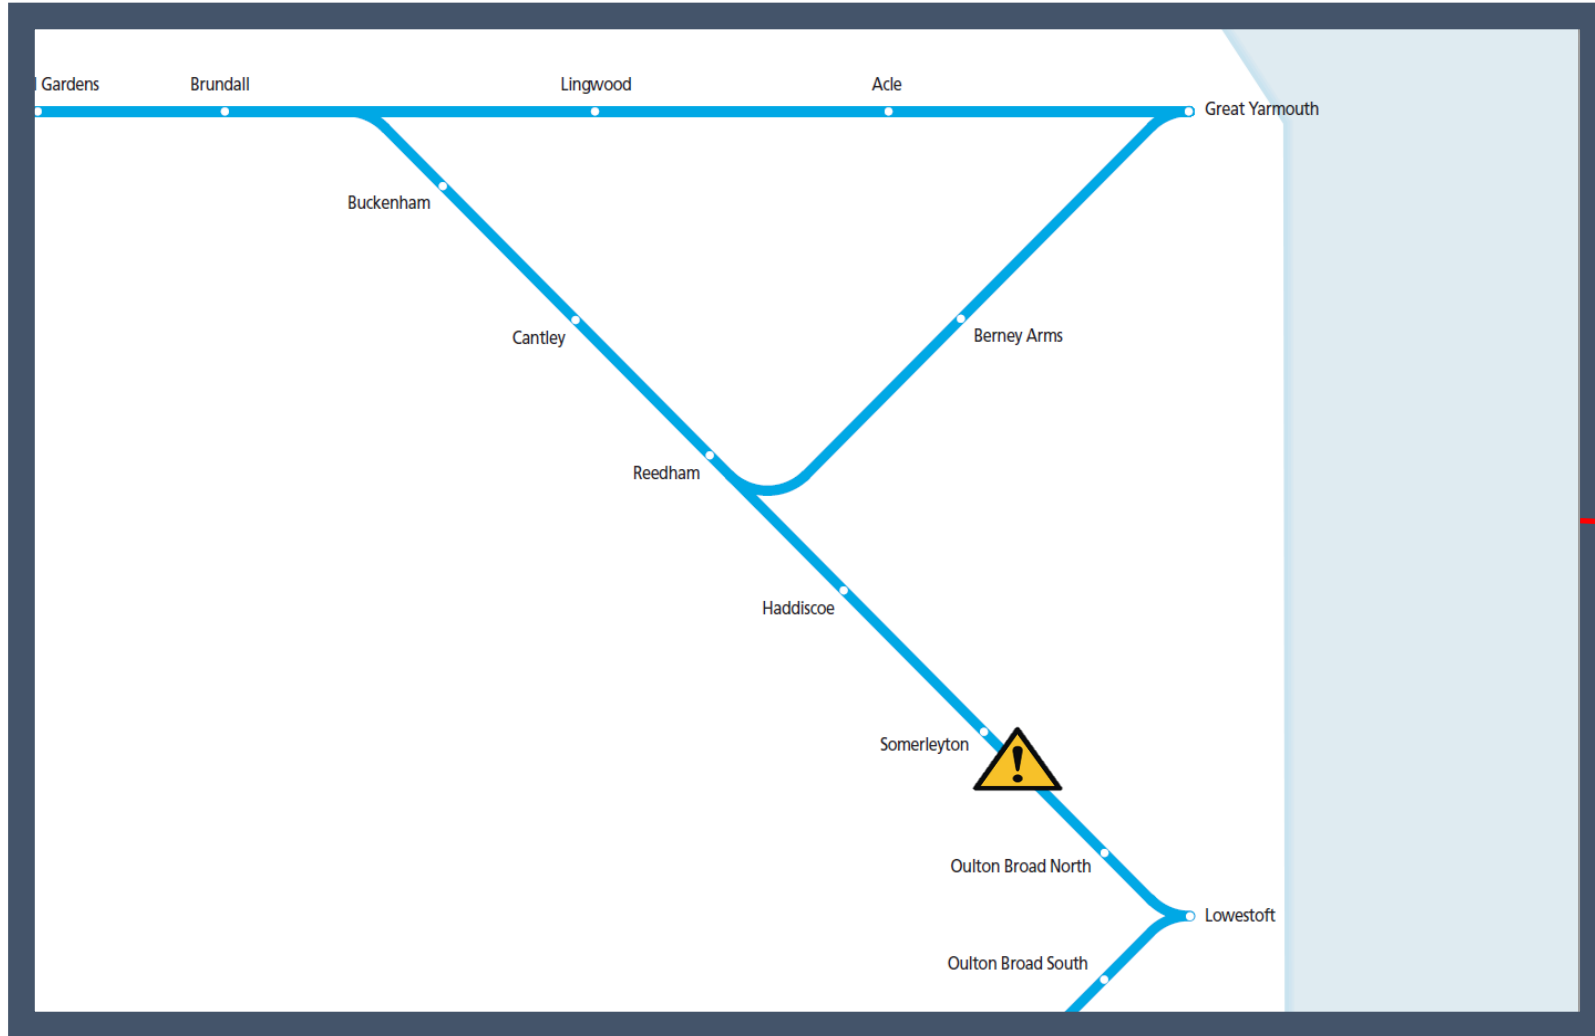 Gardens
Brundall
Lingwood
Acle
Great Yarmouth
Buckenham
Cantley
Berney Arms
Reedham
Haddiscoe
Somerleyton
!
Oulton Broad North
Lowestoft
Oulton Broad South